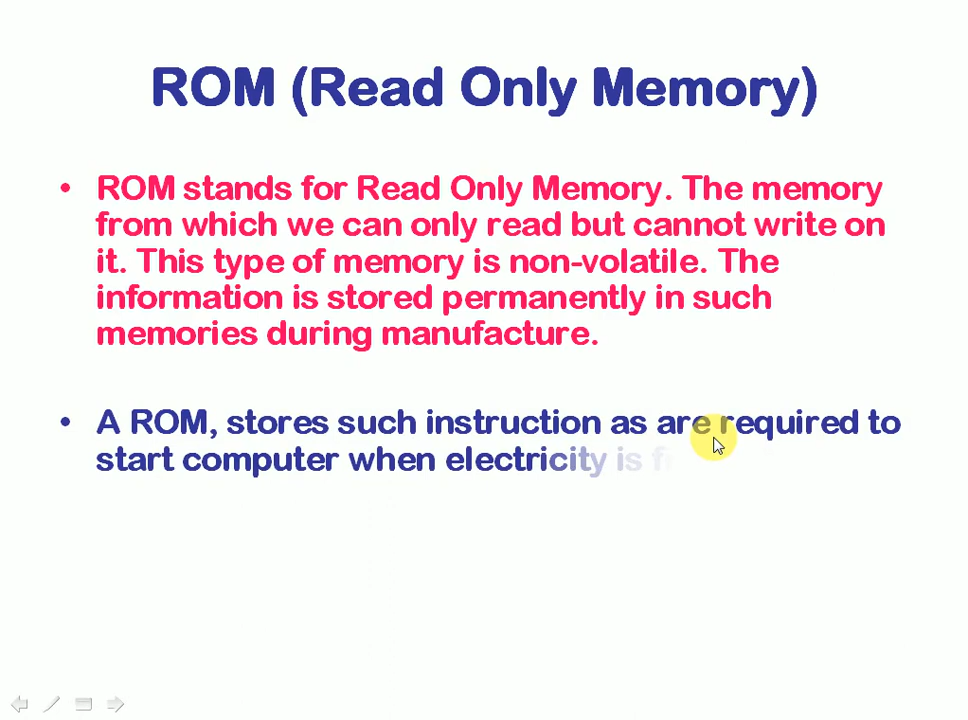 ROM (Read Only Memory)
• ROM stands for Read Only Memory. The memory
from which we can only read but cannot write on
it. This type of memory is non-volatile. The
information is stored permanently in such
memories during manufacture.
• A ROM, stores such instruction as are required to
start computer when electricity is